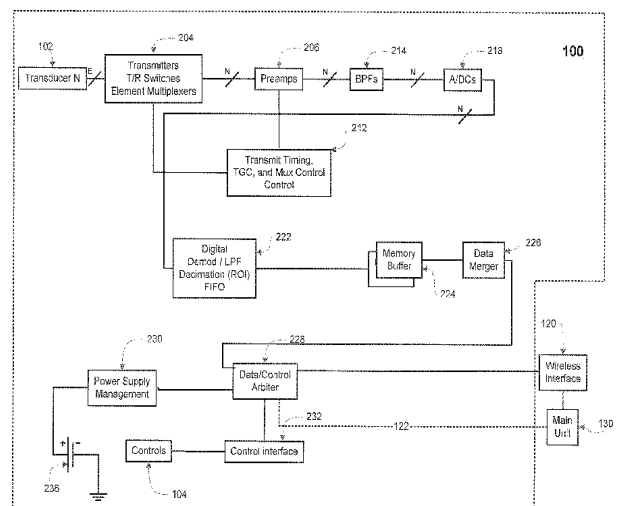 102
204
206
214
218
100
Transducer N
E
Transmitters
T/R Switches
Element Multiplexers
N
Preamps
N
BPFs
N
A/DCs
N
212
Transmit Timing,
TGC, and Mux Control
Control
222
Digital
Demod / LPF
Dacimation (ROI)
FIFO
Memory
Buffer
224
Data
Merger
226
228
230
120
Power Supply
Management
Data/Control
Arbiter
Wireless
Interface
232
122
Main
Unit
130
+
-
236
Controls
Control interface
104